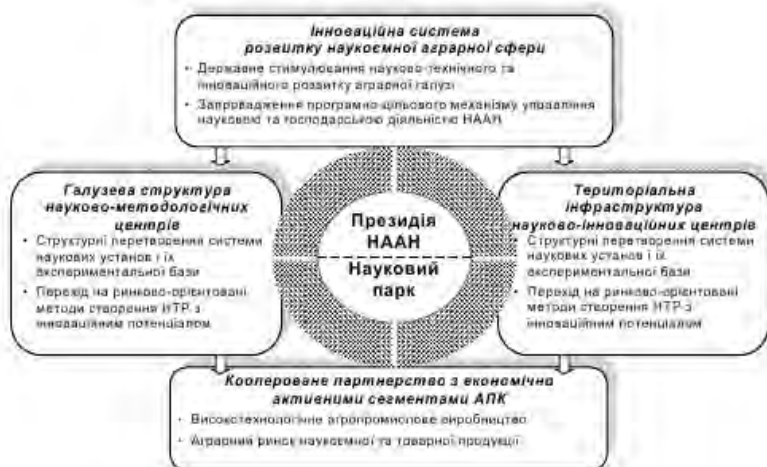 Інноваційна система
розвитку наукоємної аграрної сфери
• Державне стимулювання науково-технічного та
інноваційного розвитку аграрної галузі
• Запровадження програмно-цільового механізму управління
науковою та господарською діяльністю НААН
Галузева структура
науково-методологічних
центрів
• Структурні перетворення системи
наукових установ і їх
експериментальної бази
• Перехід на ринково-орієнтовані
методи створення НТР з
інноваційним потенціалом
Президія
НААН
Науковий
парк
Територіальна
інфраструктура
науково-інноваційних центрів
• Структурні перетворення системи
наукових установ і їх
експериментальної бази
• Перехід на ринково-орієнтовані
методи створення НТР з
інноваційним потенціалом
Кооперoване партнерство з економічно
активними сегментами АПК
• Високотехнологічне агропромислове виробництво
• Аграрний ринок наукоємної та товарної продукції